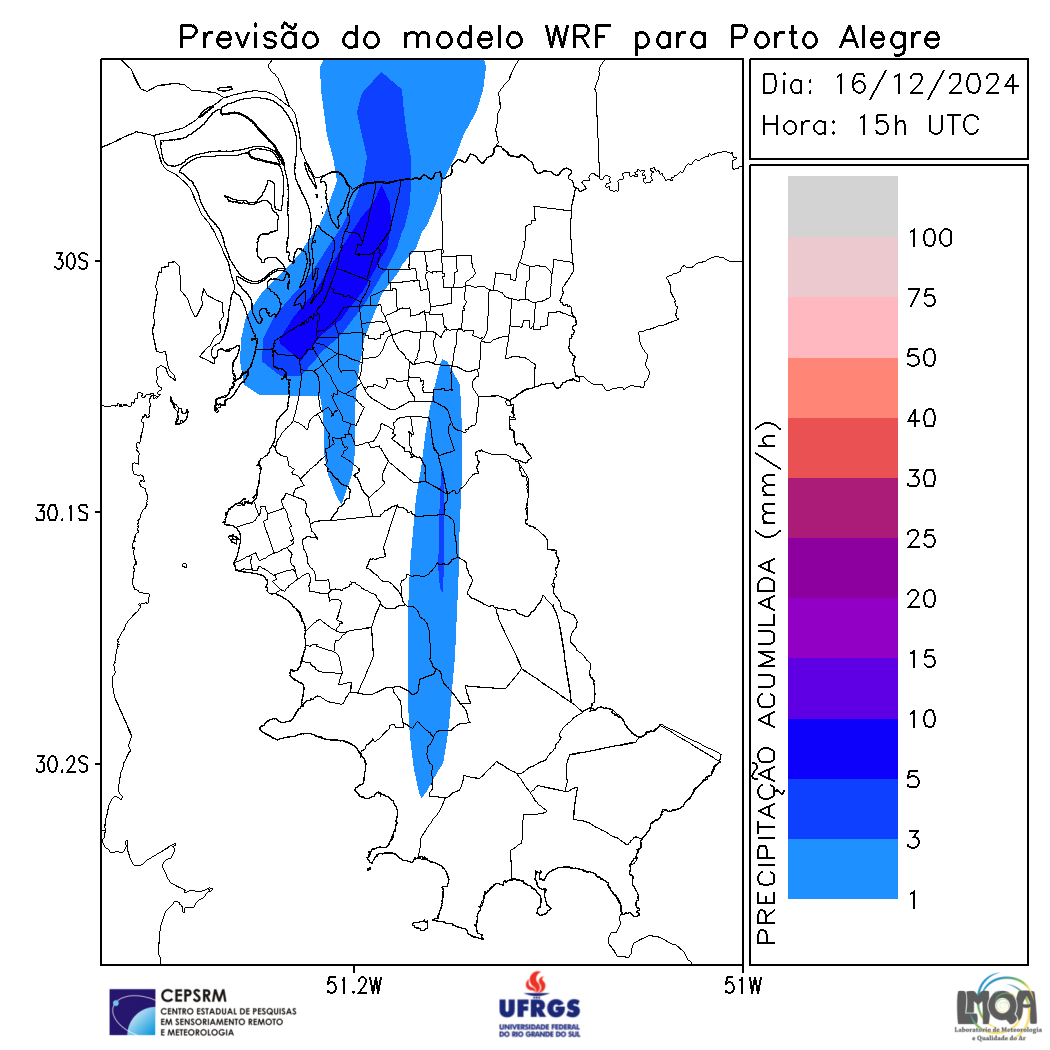 Previsão do modelo WRF para Porto Alegre
Dia: 16/12/2024
Hora: 15h UTC
30S
30.1S
30.2S
51.2W
51W
PRECIPITAÇÃO ACUMULADA (mm/h)
100
75
50
40
30
25
20
15
10
5
3
1
CEPSRM
CENTRO ESTADUAL DE PESQUISAS
EM SENSORIAMENTO REMOTO
E METEOROLOGIA
UFRGS
UNIVERSIDADE FEDERAL
DO RIO GRANDE DO SUL
LMQA
Laboratório de Meteorologia
e Qualidade do Ar